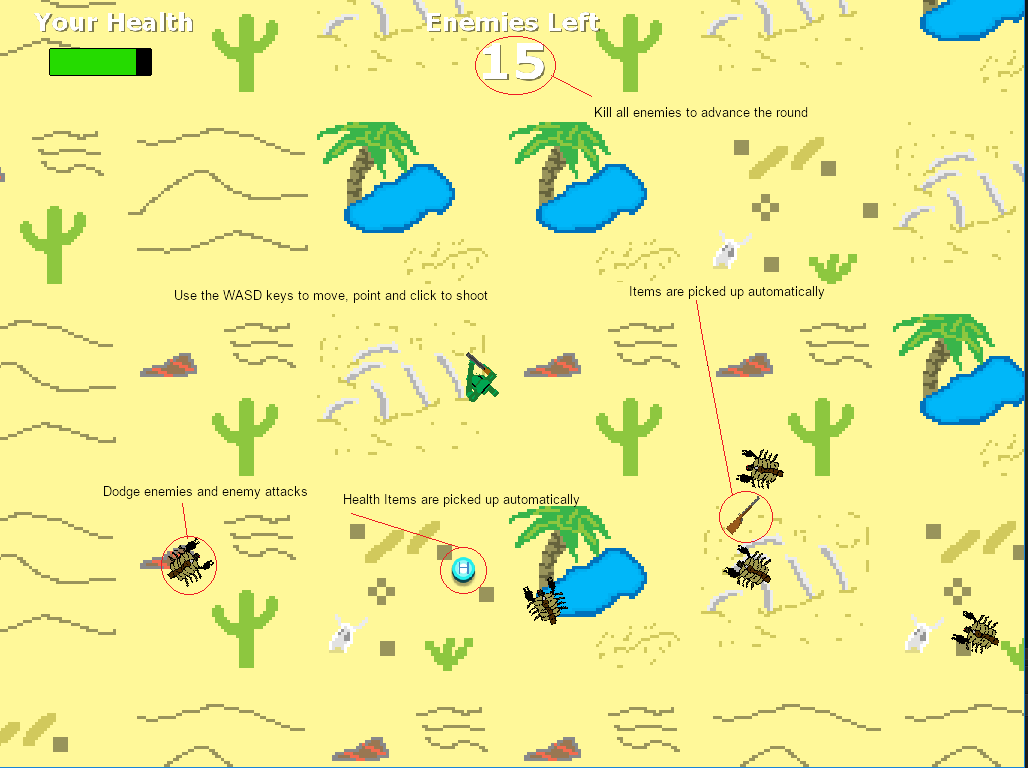 Your Health
Enemies Left
15
Kill all enemies to advance the round
Use the WASD keys to move, point and click to shoot
Items are picked up automatically
Dodge enemies and enemy attacks
Health Items are picked up automatically
H